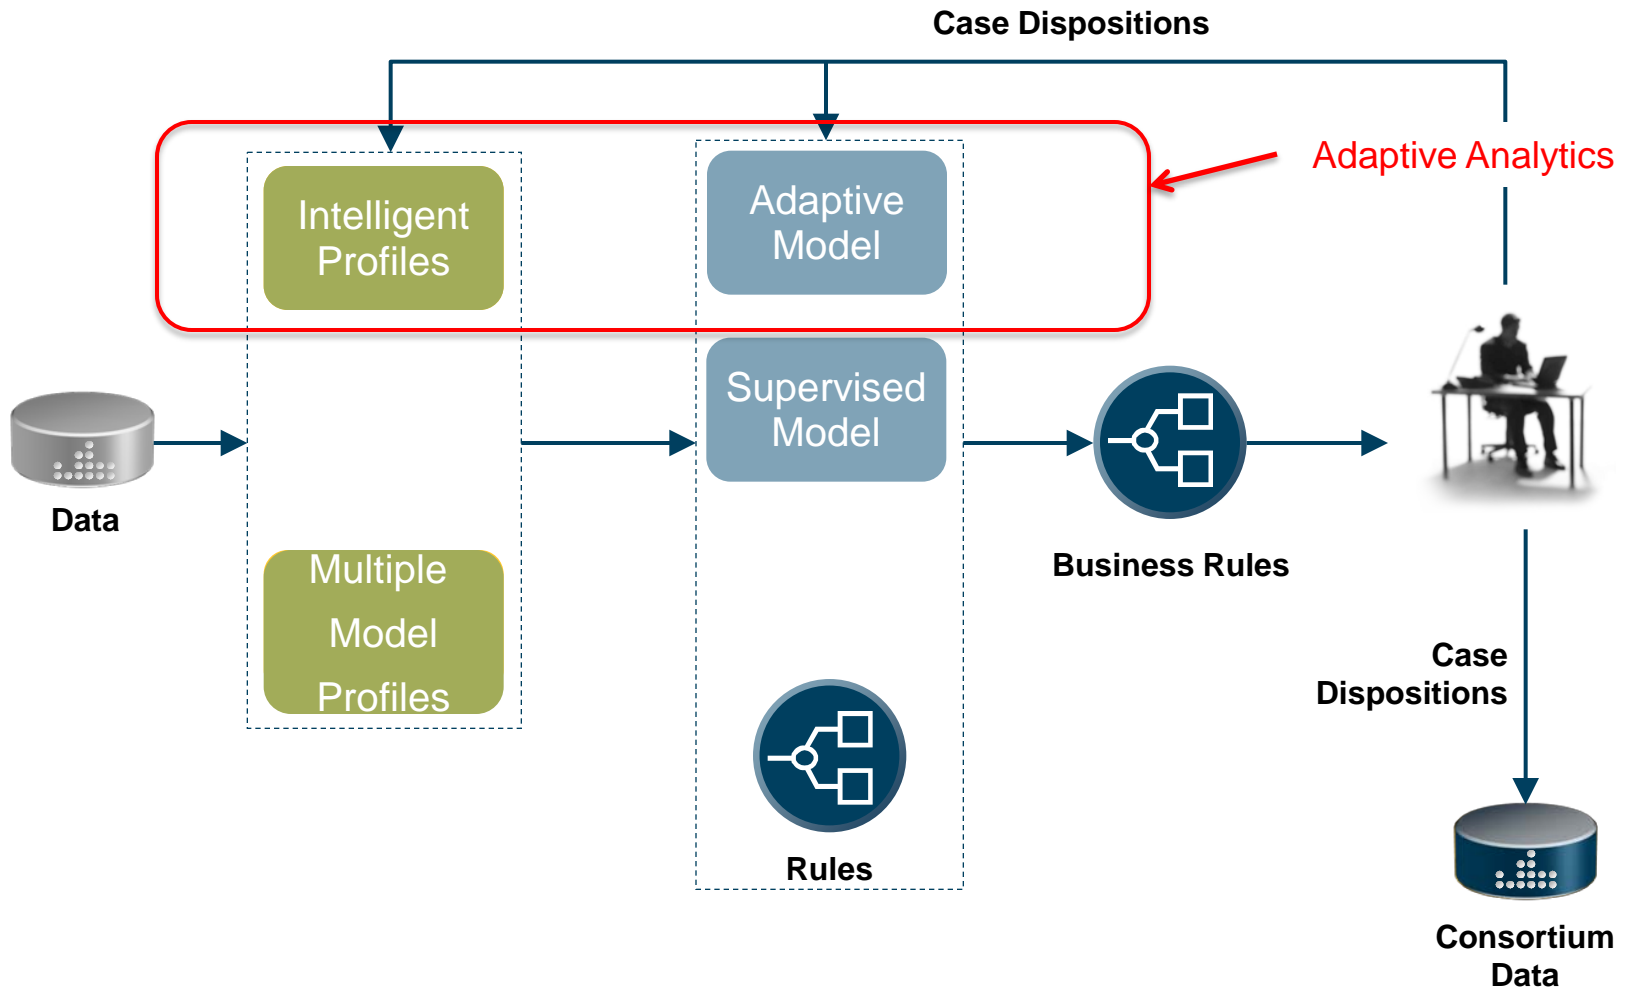 Case Dispositions
Adaptive Analytics
Intelligent
Profiles
Adaptive
Model
Supervised
Model
Data
Multiple
Model
Profiles
Business Rules
Case
Dispositions
Rules
Consortium
Data